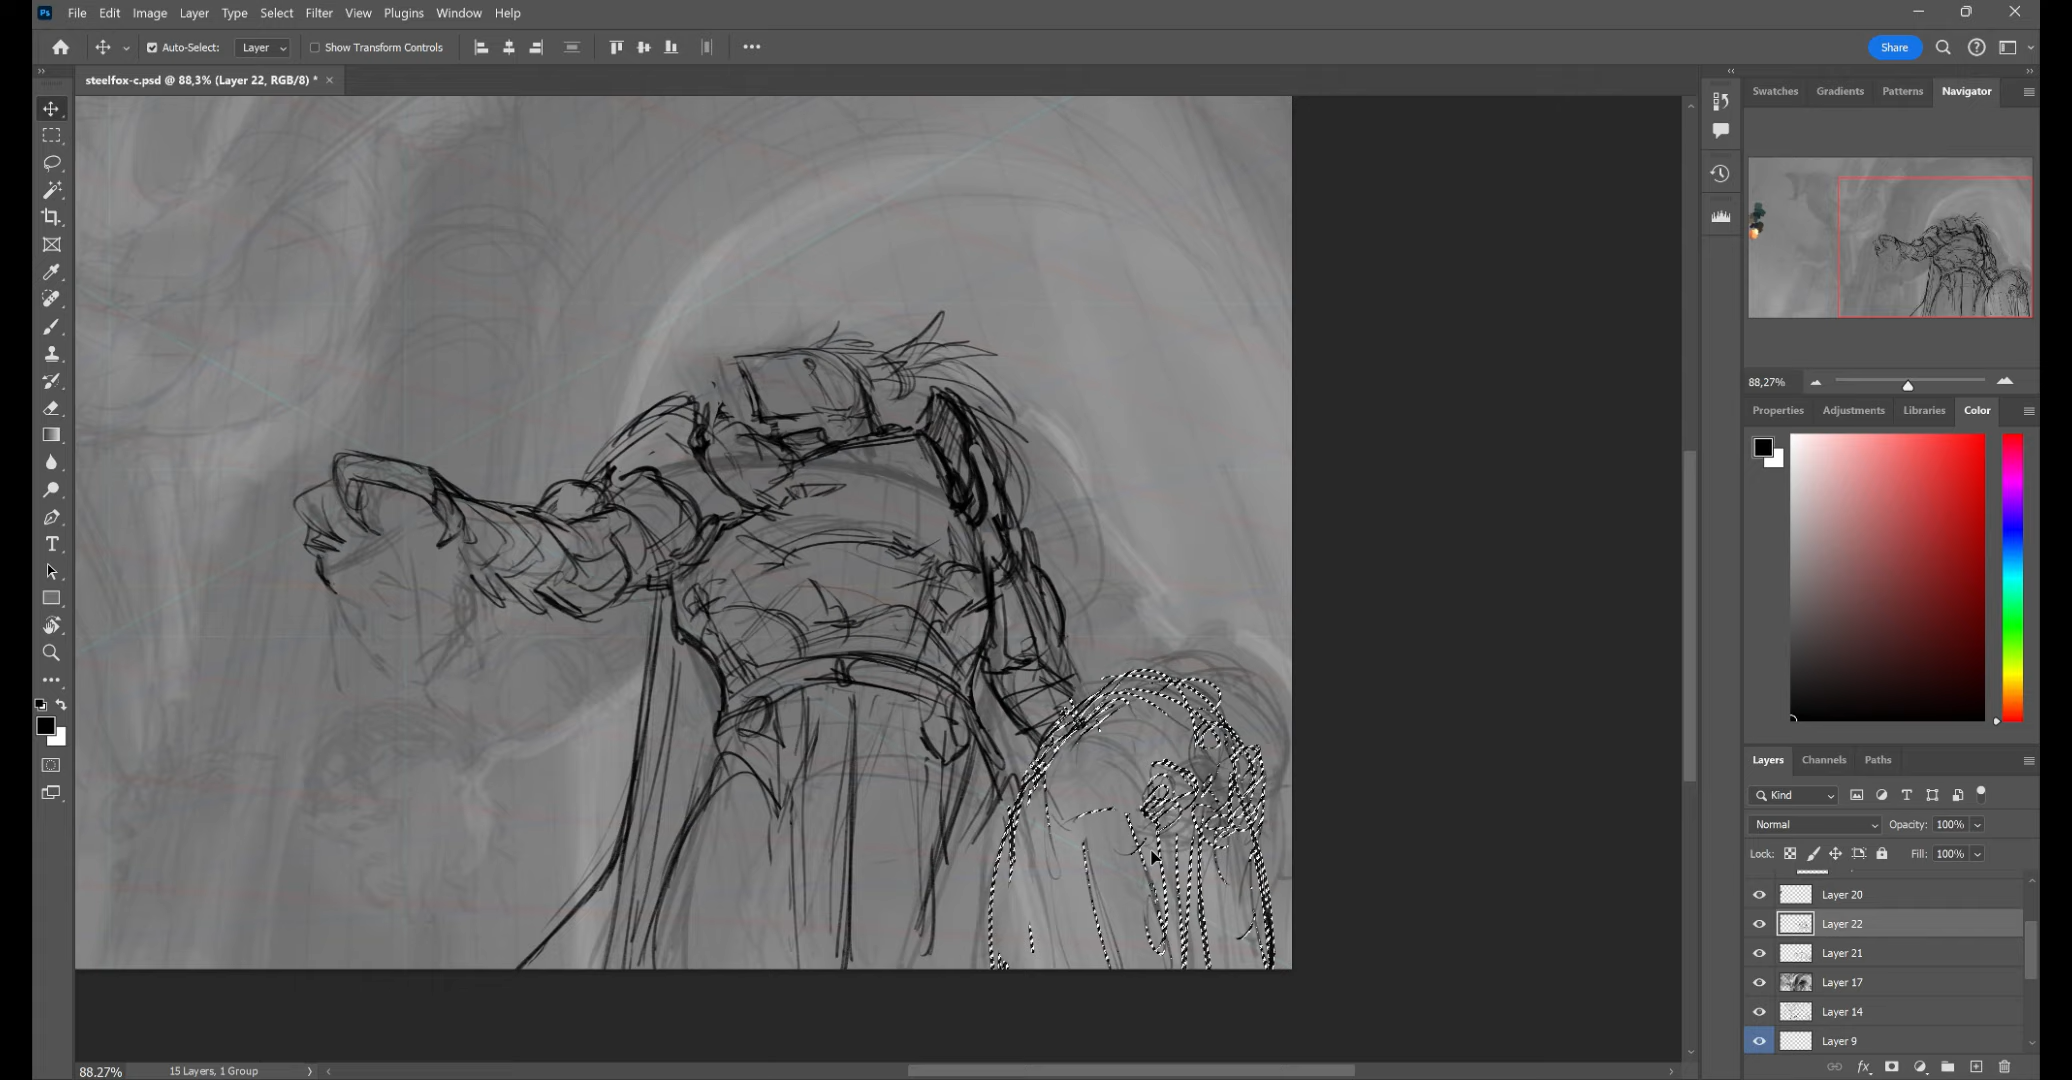 Ps File Edit Image Layer Type Select Filter View Plugins Window Help
Auto-Select: Layer Show Transform Controls Share
steelfox-c.psd @ 88,3% (Layer 22, RGB/8) *
Swatches Gradients Patterns Navigator
88,27%
Properties Adjustments Libraries Color
Layers Channels Paths
Kind
Normal Opacity: 100%
Lock: Fill: 100%
Layer 20
Layer 22
Layer 21
Layer 17
Layer 14
Layer 9
88.27% 15 Layers, 1 Group